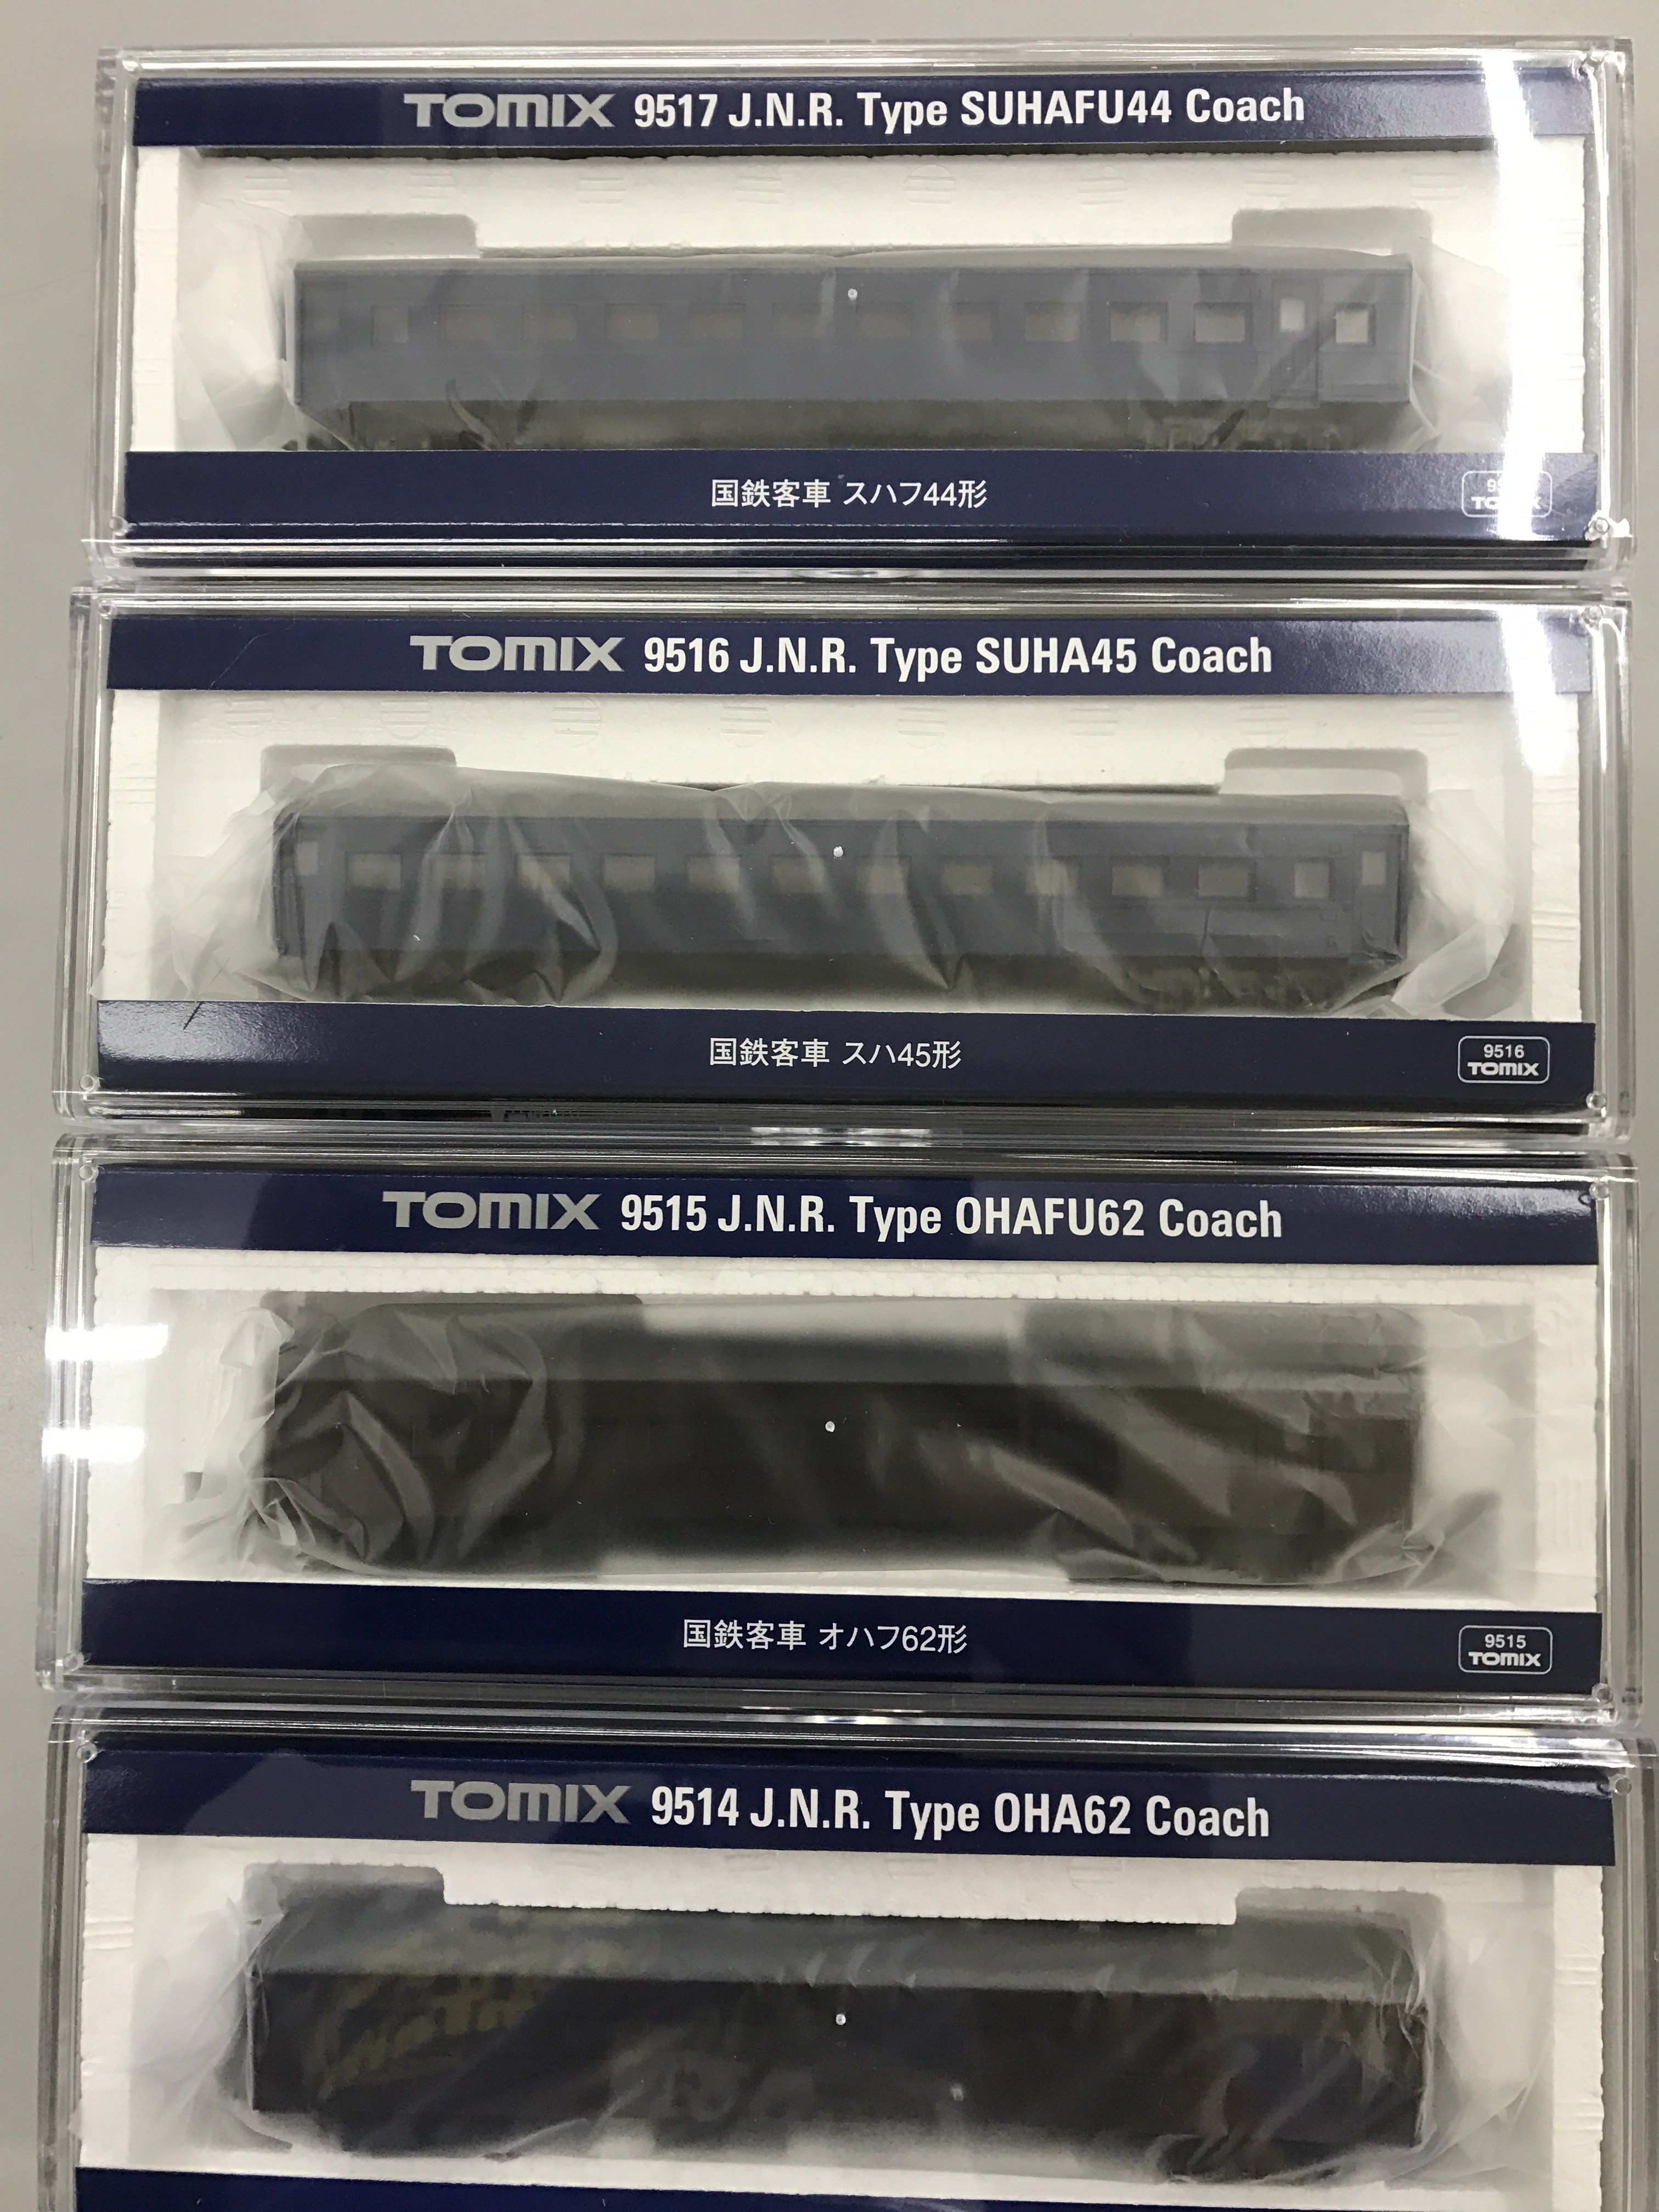 TOMIX 9517 J.N.R. Type SUHAFU44 Coach
国鉄客車 スハフ44形
TOMIX 9516 J.N.R. Type SUHA45 Coach
国鉄客車 スハ45形
9516
TOMIX
TOMIX 9515 J.N.R. Type OHAFU62 Coach
国鉄客車 オハフ62形
9515
TOMIX
TOMIX 9514 J.N.R. Type OHA62 Coach